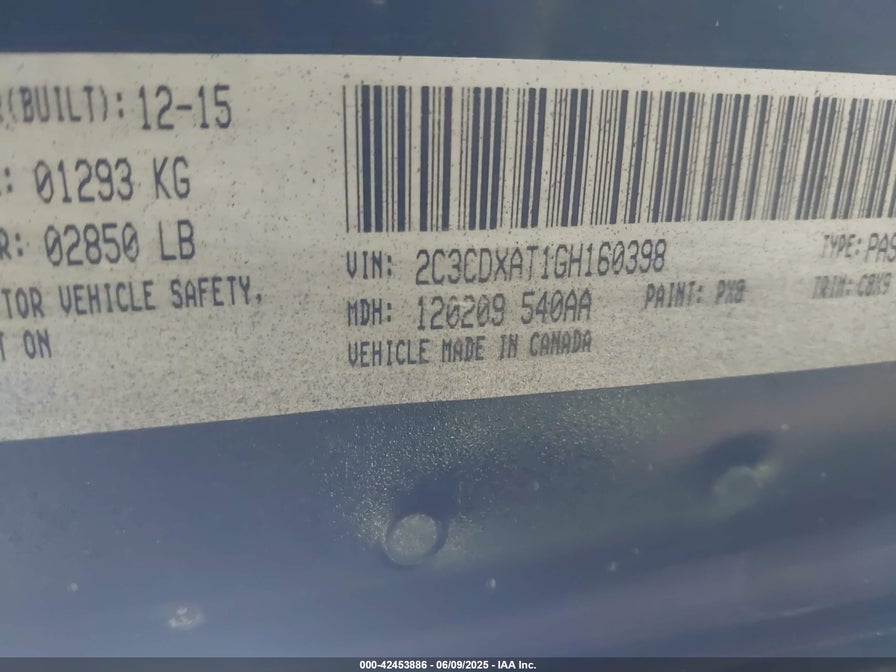 R(BUILT): 12-15
: 01293 KG
R: 02850 LB
TOR VEHICLE SAFETY,
T ON
VIN: 2C3CDXAT1GH160398
TYPE: PAS
MDH: 120209 540AA
PAINT: PX8
TRIM: C8X9
VEHICLE MADE IN CANADA
000-42453886 - 06/09/2025 - IAA Inc.